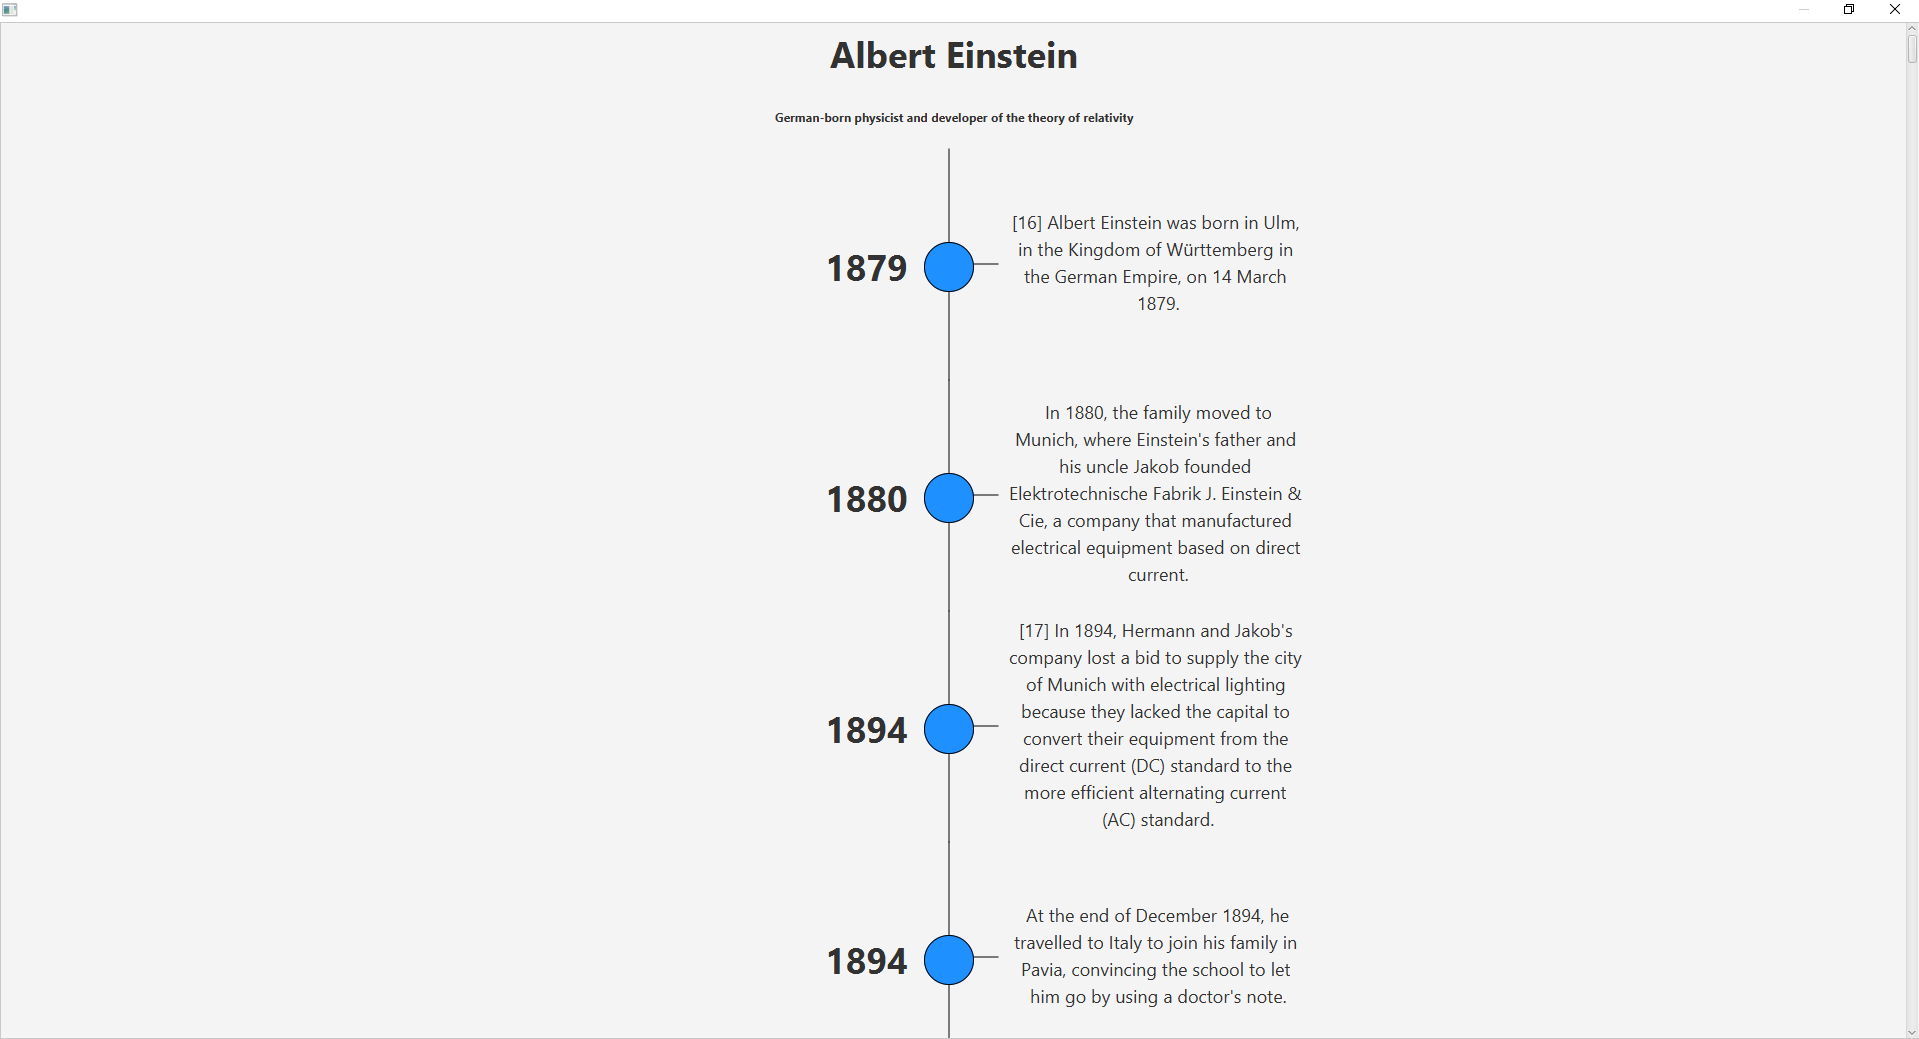 Albert Einstein
German-born physicist and developer of the theory of relativity
1879
[16] Albert Einstein was born in Ulm,
in the Kingdom of Württemberg in
the German Empire, on 14 March
1879.
1880
In 1880, the family moved to
Munich, where Einstein's father and
his uncle Jakob founded
Elektrotechnische Fabrik J. Einstein &
Cie, a company that manufactured
electrical equipment based on direct
current.
1894
[17] In 1894, Hermann and Jakob's
company lost a bid to supply the city
of Munich with electrical lighting
because they lacked the capital to
convert their equipment from the
direct current (DC) standard to the
more efficient alternating current
(AC) standard.
1894
At the end of December 1894, he
travelled to Italy to join his family in
Pavia, convincing the school to let
him go by using a doctor's note.